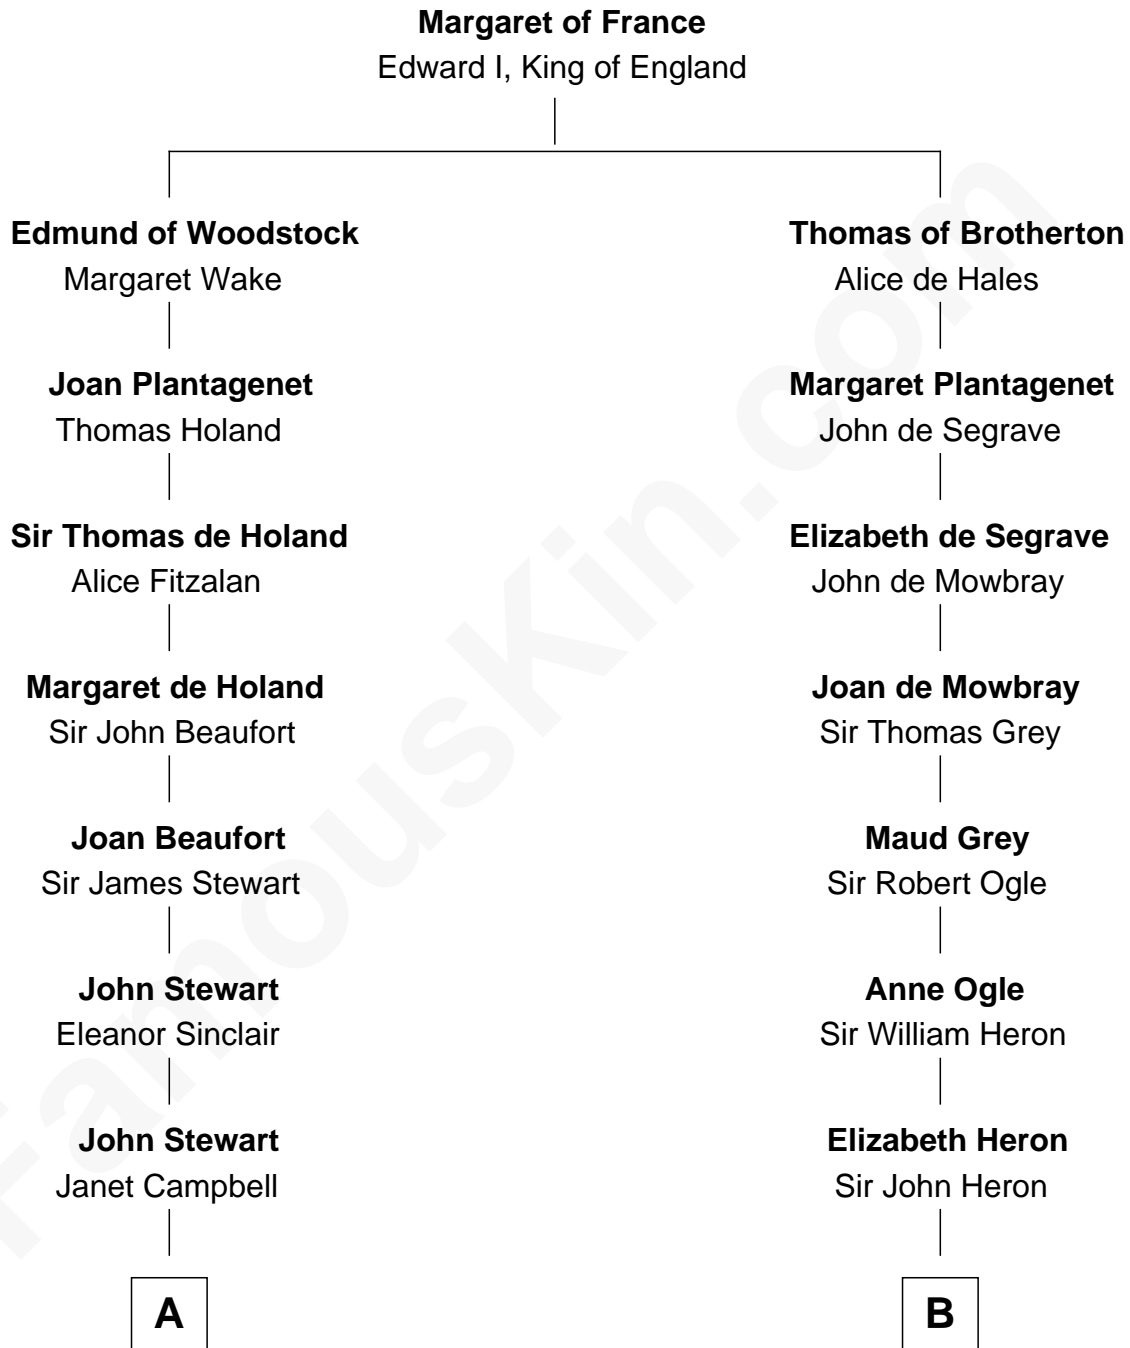 Margaret of France
Edward I, King of England
Edmund of Woodstock
Margaret Wake
Thomas of Brotherton
Alice de Hales
Joan Plantagenet
Thomas Holand
Margaret Plantagenet
John de Segrave
Sir Thomas de Holand
Alice Fitzalan
Elizabeth de Segrave
John de Mowbray
Margaret de Holand
Sir John Beaufort
Joan de Mowbray
Sir Thomas Grey
Joan Beaufort
Sir James Stewart
Maud Grey
Sir Robert Ogle
John Stewart
Eleanor Sinclair
Anne Ogle
Sir William Heron
John Stewart
Janet Campbell
Elizabeth Heron
Sir John Heron
A
B
FamousKin.com